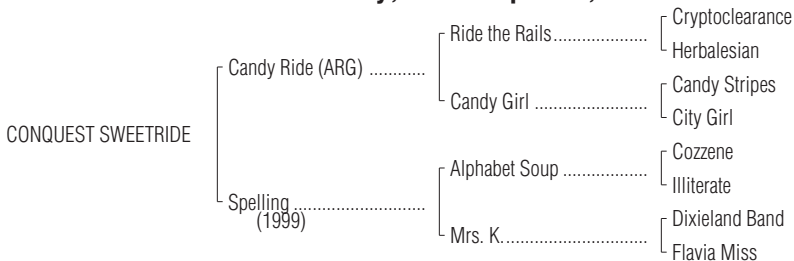 Cryptoclearance
Ride the Rails
Herbalesian
Candy Ride (ARG)
Candy Stripes
Candy Girl
City Girl
CONQUEST SWEETRIDE
Cozzene
Alphabet Soup
Illiterate
Spelling
(1999)
Dixieland Band
Mrs. K.
Flavia Miss